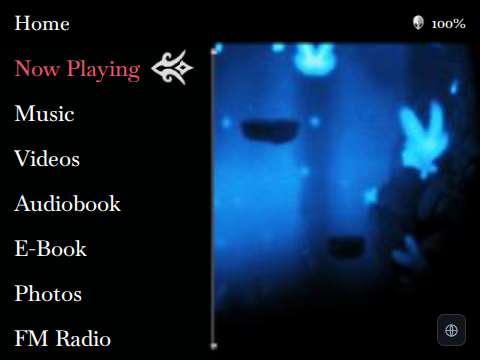 Home
100%
Now Playing
Music
Videos
Audiobook
E-Book
Photos
FM Radio